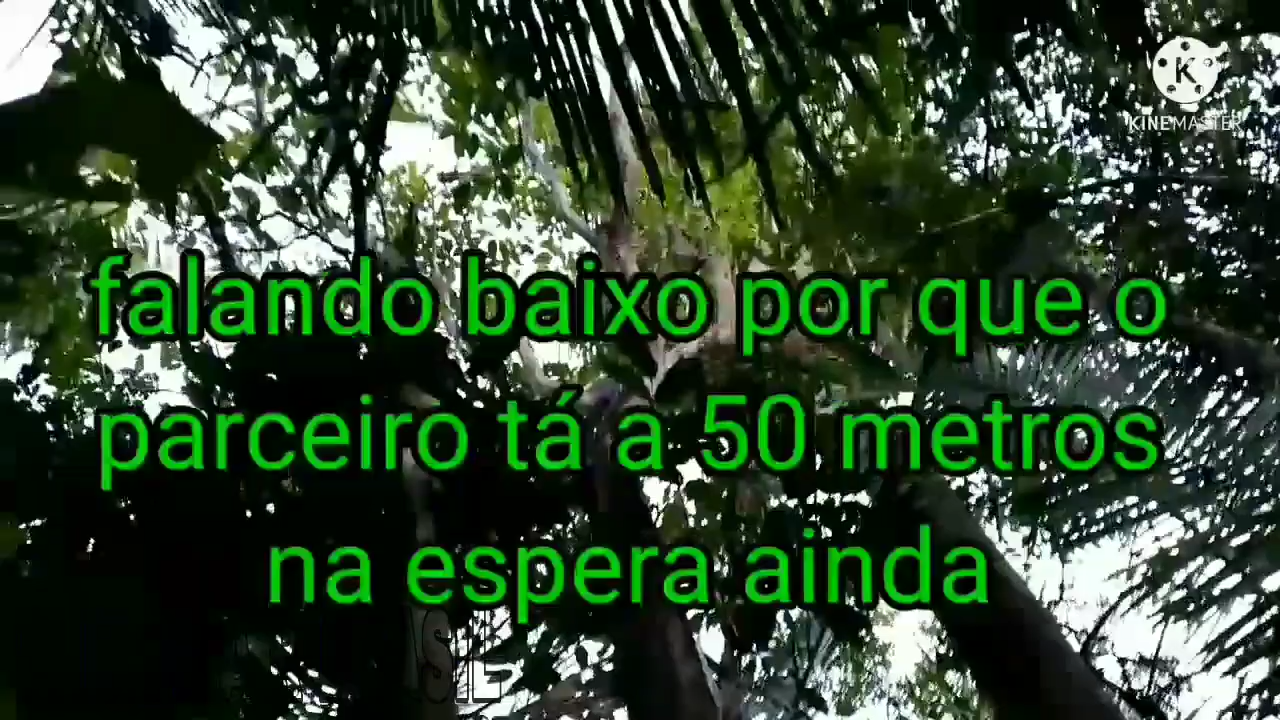 K
KINEMASTER
falando baixo por que o
parceiro tá a 50 metros
na espera ainda